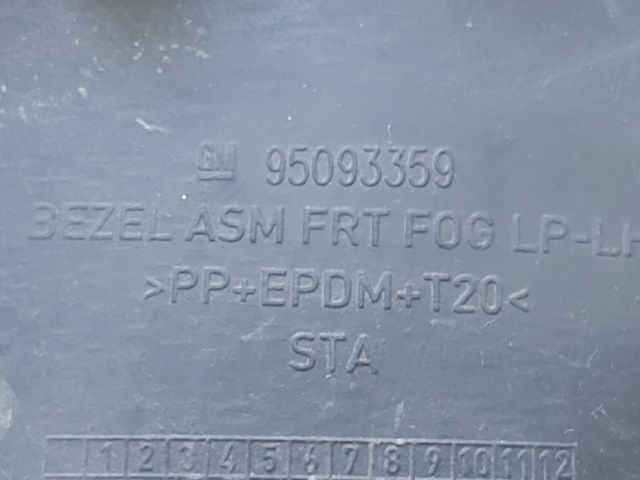 GM 95093359
BEZEL ASM FRT FOG LP-LH
>PP+EPDM+T20<
STA
1 2 3 4 5 6 7 8 9 10 11 12